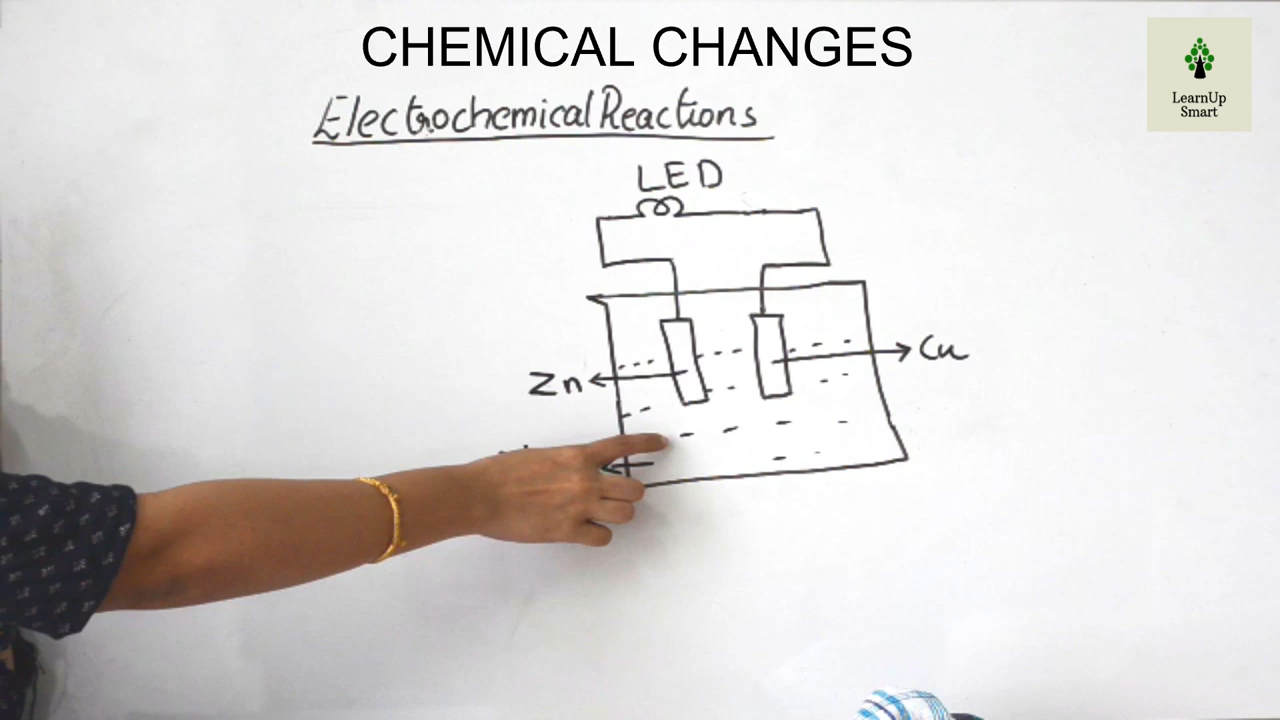 CHEMICAL CHANGES
LearnUp
Smart
Electrochemical Reactions
LED
Cu
Zn